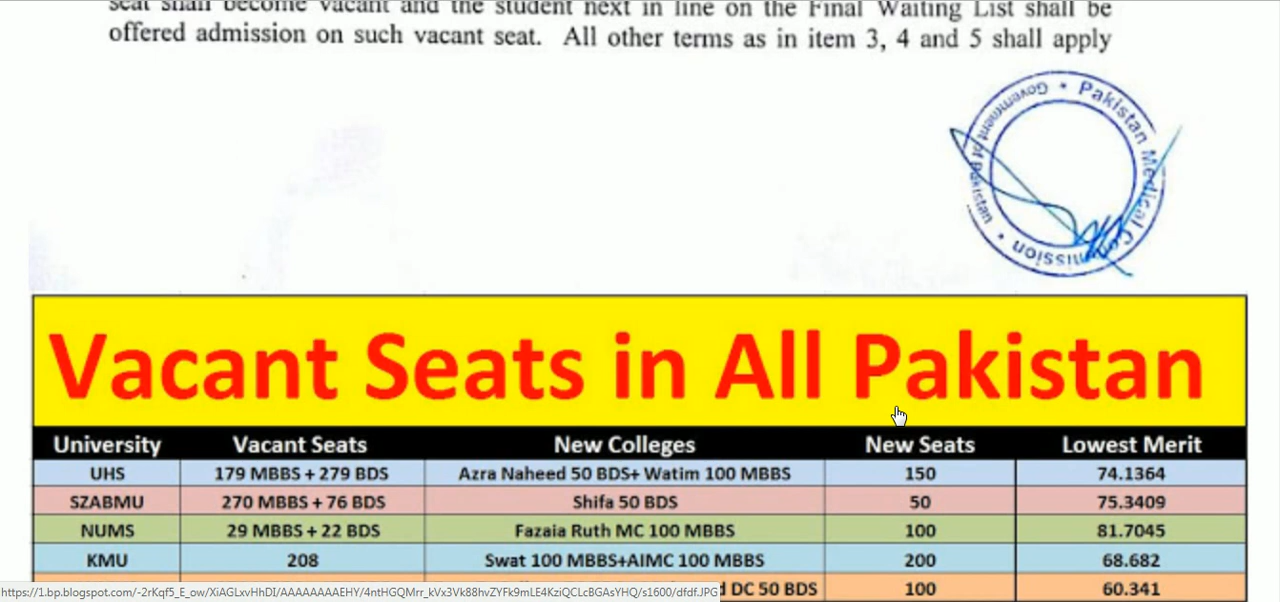 seat shall become vacant and the student next in line on the Final Waiting List shall be
offered admission on such vacant seat. All other terms as in item 3, 4 and 5 shall apply
Government of Pakistan • Pakistan Medical Commission •
Vacant Seats in All Pakistan
University Vacant Seats New Colleges New Seats Lowest Merit
UHS 179 MBBS + 279 BDS Azra Naheed 50 BDS+ Watim 100 MBBS 150 74.1364
SZABMU 270 MBBS + 76 BDS Shifa 50 BDS 50 75.3409
NUMS 29 MBBS + 22 BDS Fazaia Ruth MC 100 MBBS 100 81.7045
KMU 208 Swat 100 MBBS+AIMC 100 MBBS 200 68.682
DC 50 BDS 100 60.341
https://1.bp.blogspot.com/-2rKqf5_E_ow/XiAGLxvHhDI/AAAAAAAAEHY/4ntHGQMrr_kVx3Vk88hvZYFk9mLE4KziQCLcBGAsYHQ/s1600/dfdf.JPG